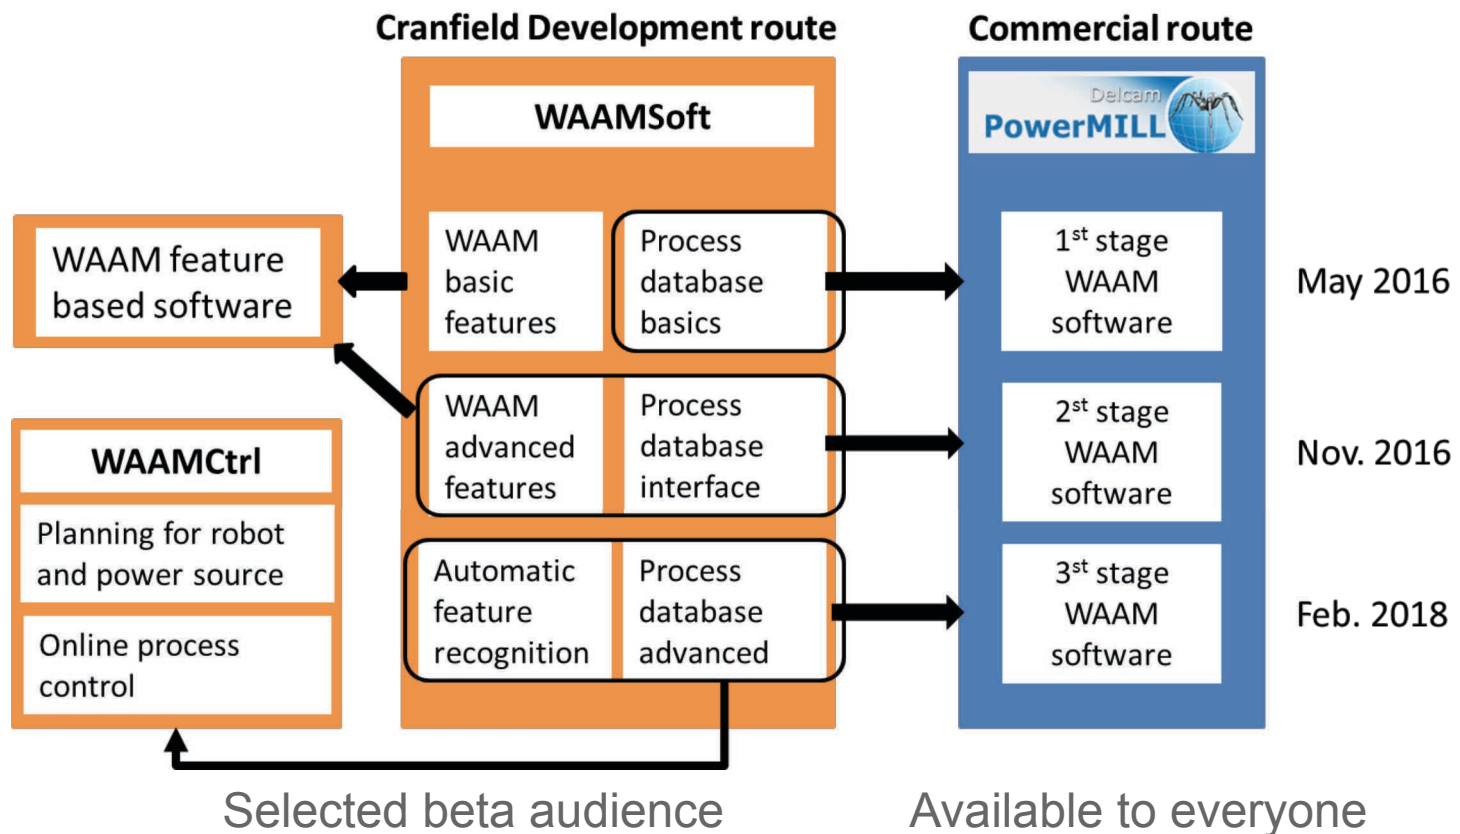 Cranfield Development route
Commercial route
WAAMSoft
Delcam
PowerMILL
WAAM feature
based software
WAAM
basic
features
Process
database
basics
1st stage
WAAM
software
May 2016
WAAM
advanced
features
Process
database
interface
2st stage
WAAM
software
Nov. 2016
WAAMCtrl
Planning for robot
and power source
Online process
control
Automatic
feature
recognition
Process
database
advanced
3st stage
WAAM
software
Feb. 2018
Selected beta audience
Available to everyone